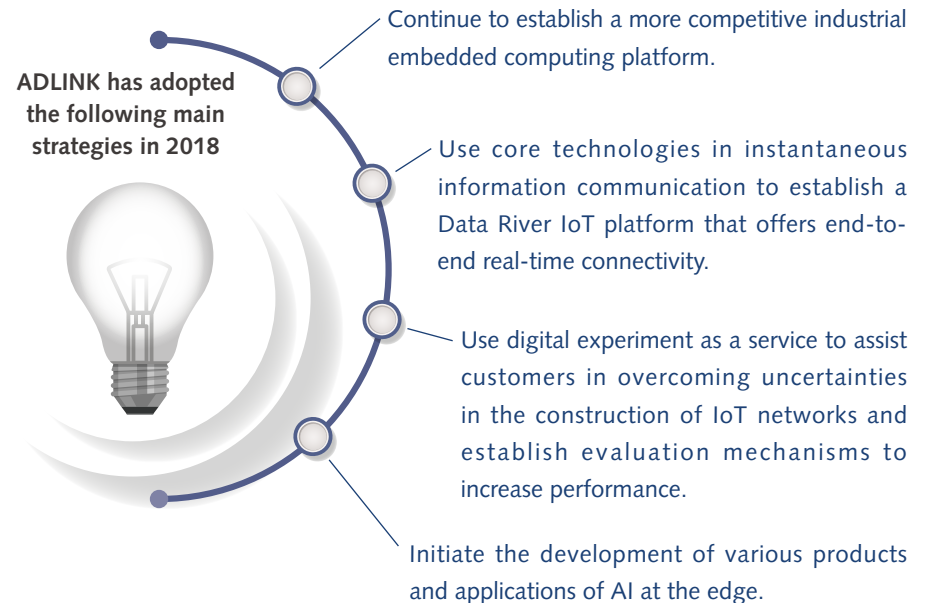 ADLINK has adopted
the following main
strategies in 2018
Continue to establish a more competitive industrial
embedded computing platform.
Use core technologies in instantaneous
information communication to establish a
Data River IoT platform that offers end-to-
end real-time connectivity.
Use digital experiment as a service to assist
customers in overcoming uncertainties
in the construction of IoT networks and
establish evaluation mechanisms to
increase performance.
Initiate the development of various products
and applications of AI at the edge.